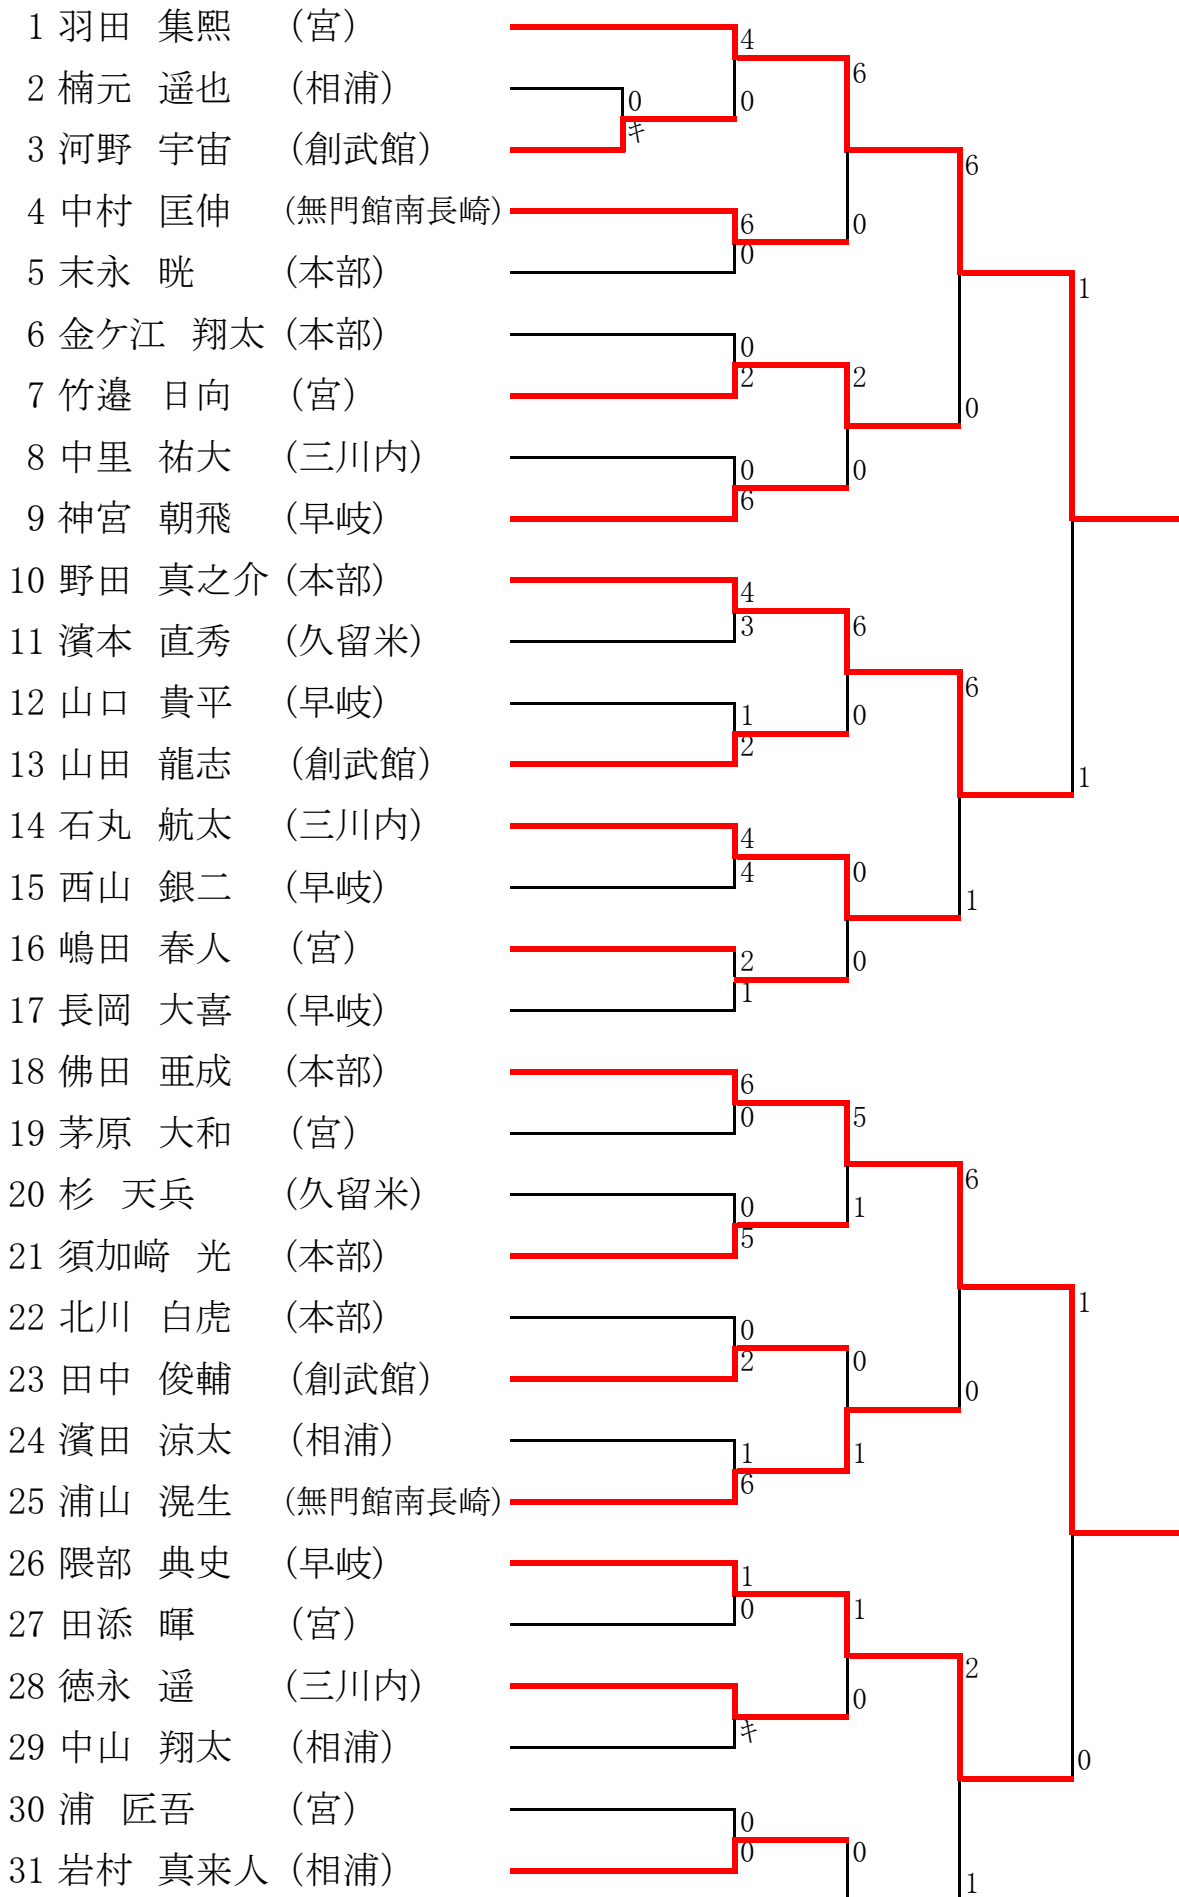 1 羽田 集熙 (宮)
4
6
2 楠元 遥也 (相浦)
0
0
キ
3 河野 宇宙 (創武館)
6
4 中村 匡伸 (無門館南長崎)
6
0
0
5 末永 晄 (本部)
1
6 金ケ江 翔太 (本部)
0
2
2
7 竹邉 日向 (宮)
0
8 中里 祐大 (三川内)
0
0
6
9 神宮 朝飛 (早岐)
10 野田 真之介 (本部)
4
3
6
11 濱本 直秀 (久留米)
6
12 山口 貴平 (早岐)
1
0
2
13 山田 龍志 (創武館)
1
14 石丸 航太 (三川内)
4
4
0
15 西山 銀二 (早岐)
1
16 嶋田 春人 (宮)
2
0
1
17 長岡 大喜 (早岐)
18 佛田 亜成 (本部)
6
0
5
19 茅原 大和 (宮)
6
20 杉 天兵 (久留米)
0
1
5
21 須加﨑 光 (本部)
1
22 北川 白虎 (本部)
0
2
0
23 田中 俊輔 (創武館)
0
24 濱田 涼太 (相浦)
1
1
6
25 浦山 滉生 (無門館南長崎)
26 隈部 典史 (早岐)
1
0
1
27 田添 暉 (宮)
2
28 徳永 遥 (三川内)
0
キ
29 中山 翔太 (相浦)
0
30 浦 匠吾 (宮)
0
0
0
31 岩村 真来人 (相浦)
1